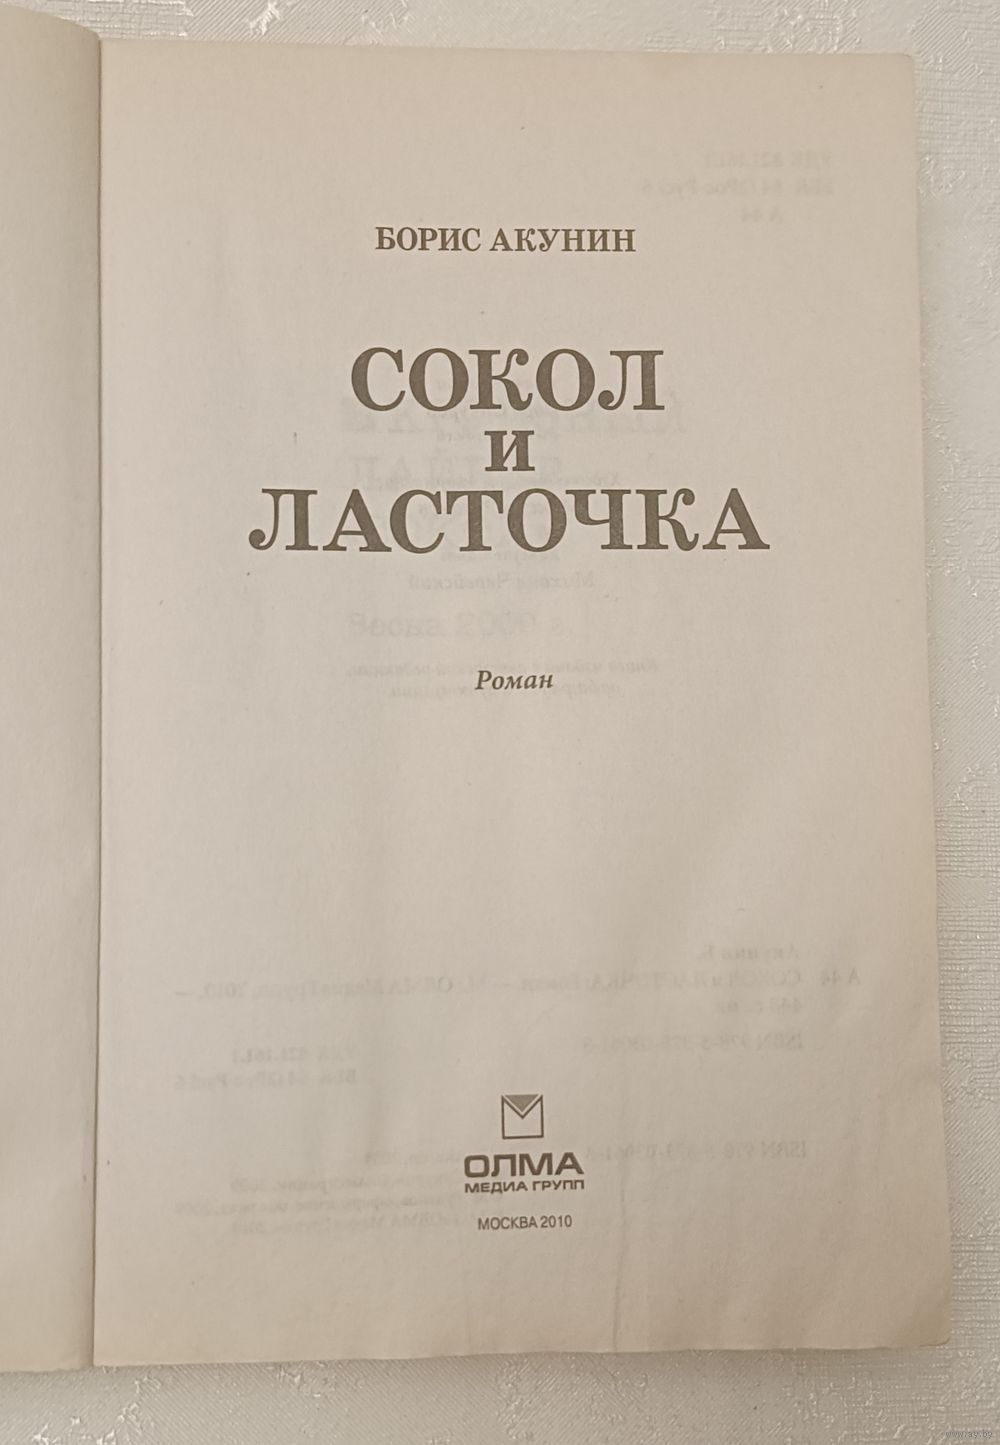 БОРИС АКУНИН
СОКОЛ
И
ЛАСТОЧКА
Роман
ОЛМА
МЕДИА ГРУПП
МОСКВА 2010